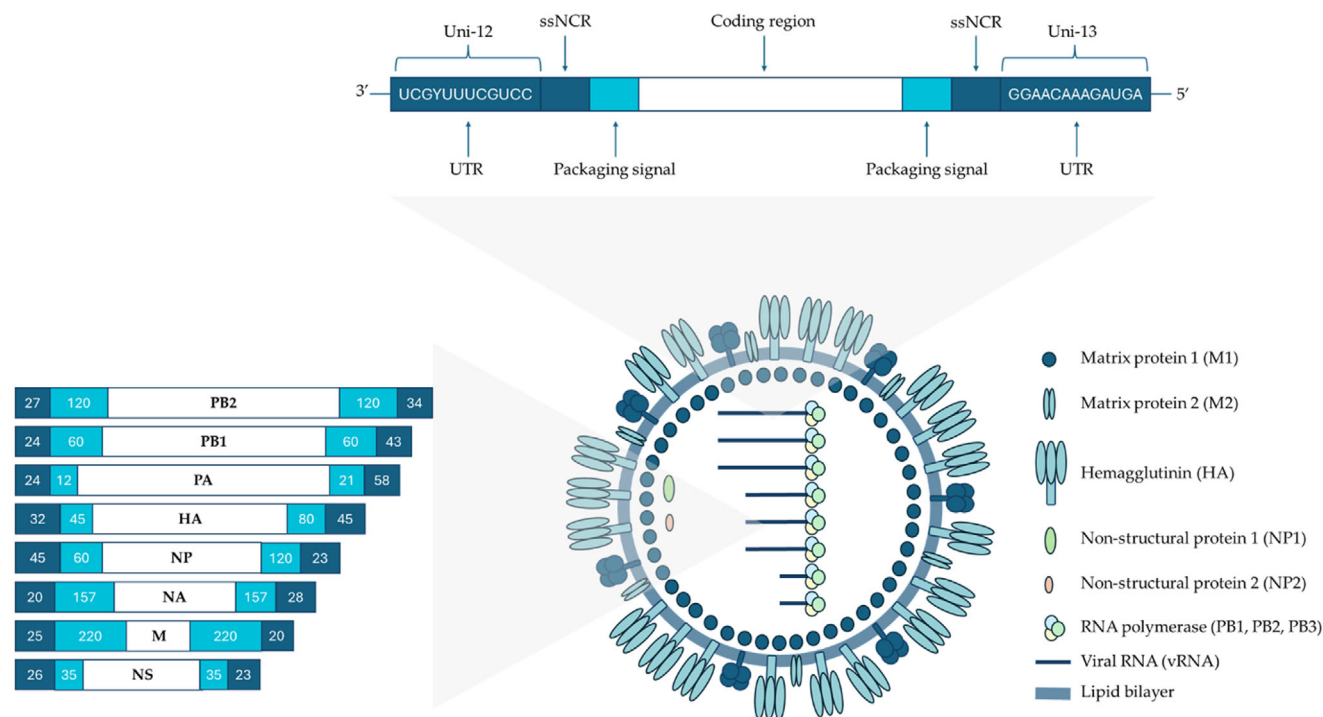 Uni-12 ssNCR Coding region ssNCR Uni-13
3′ UCGYUUUCGUCC GGAACAAAGAUGA 5′
UTR Packaging signal Packaging signal UTR
27 120 PB2 120 34
24 60 PB1 60 43
24 12 PA 21 58
32 45 HA 80 45
45 60 NP 120 23
20 157 NA 157 28
25 220 M 220 20
26 35 NS 35 23
Matrix protein 1 (M1)
Matrix protein 2 (M2)
Hemagglutinin (HA)
Non-structural protein 1 (NP1)
Non-structural protein 2 (NP2)
RNA polymerase (PB1, PB2, PB3)
Viral RNA (vRNA)
Lipid bilayer